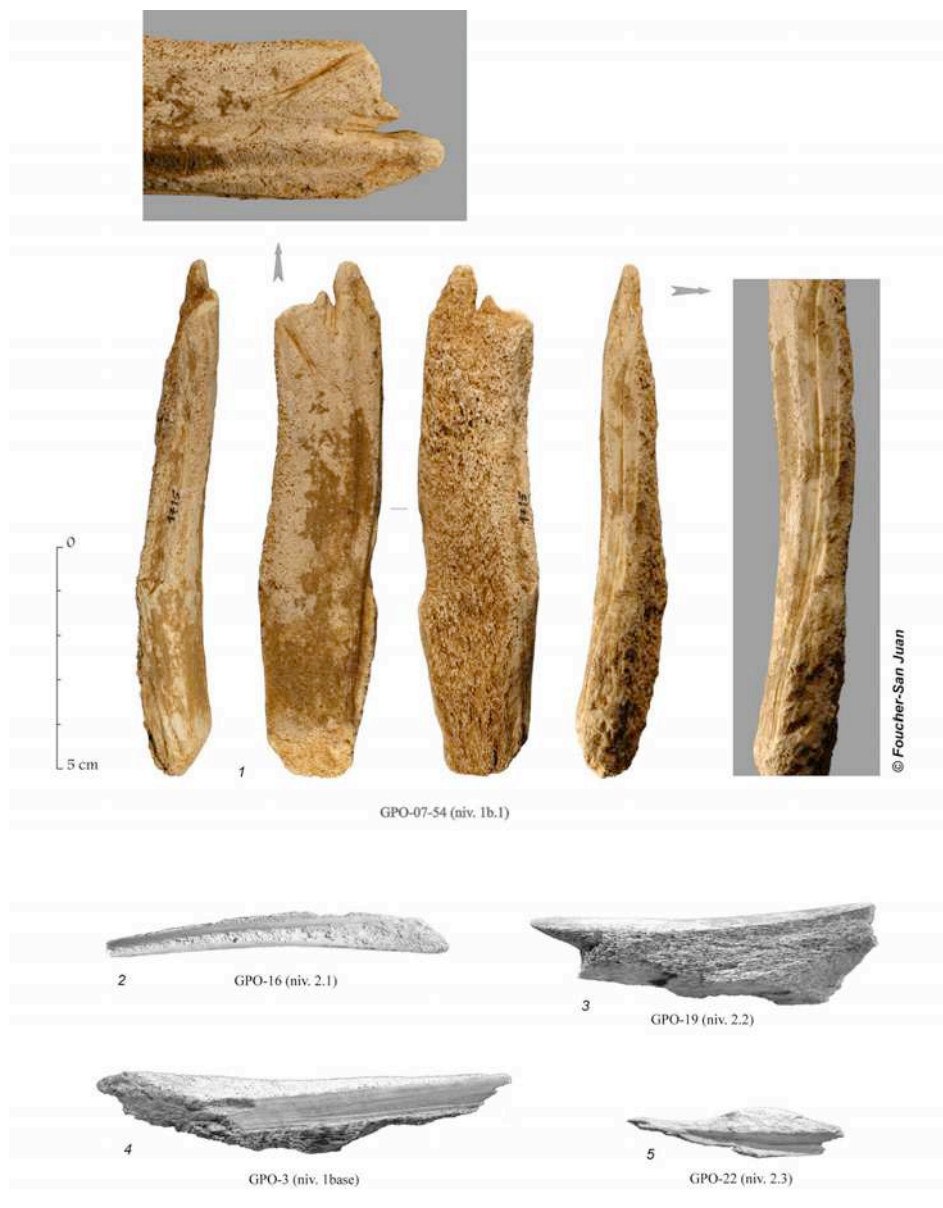 0
5 cm
1
© Foucher-San Juan
GPO-07-54 (niv. 1b.1)
2
GPO-16 (niv. 2.1)
3
GPO-19 (niv. 2.2)
4
GPO-3 (niv. 1base)
5
GPO-22 (niv. 2.3)